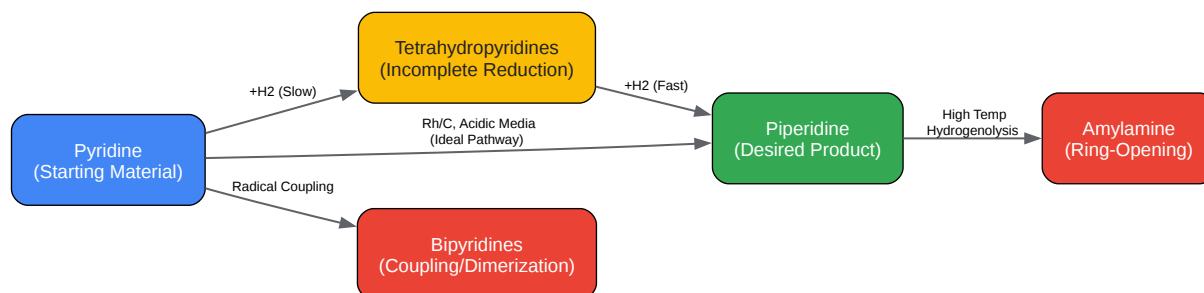 Tetrahydropyridines
(Incomplete Reduction)
+H2 (Slow)
+H2 (Fast)
Rh/C, Acidic Media
(Ideal Pathway)
Pyridine
(Starting Material)
Piperidine
(Desired Product)
High Temp
Hydrogenolysis
Amylamine
(Ring-Opening)
Radical Coupling
Bipyridines
(Coupling/Dimerization)